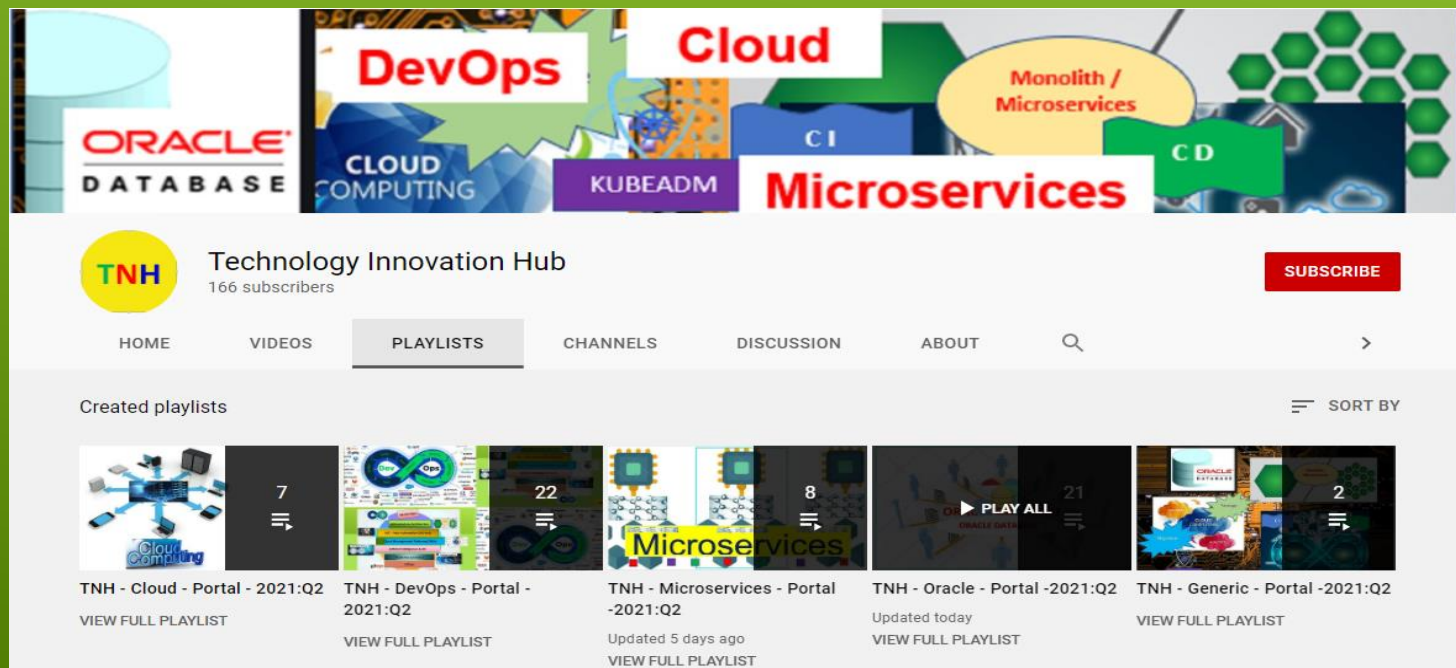 DevOps
Cloud
Monolith /
Microservices
ORACLE
DATABASE
CLOUD
COMPUTING
KUBEADM
CI
CD
Microservices
TNH
Technology Innovation Hub
166 subscribers
SUBSCRIBE
HOME VIDEOS PLAYLISTS CHANNELS DISCUSSION ABOUT
Created playlists
SORT BY
7
Cloud
Computing
Dev Ops
22
8
Microservices
PLAY ALL
21
ORACLE
DATABASE
2
TNH - Cloud - Portal - 2021:Q2
VIEW FULL PLAYLIST
TNH - DevOps - Portal -
2021:Q2
VIEW FULL PLAYLIST
TNH - Microservices - Portal
-2021:Q2
Updated 5 days ago
VIEW FULL PLAYLIST
TNH - Oracle - Portal -2021:Q2
Updated today
VIEW FULL PLAYLIST
TNH - Generic - Portal -2021:Q2
VIEW FULL PLAYLIST